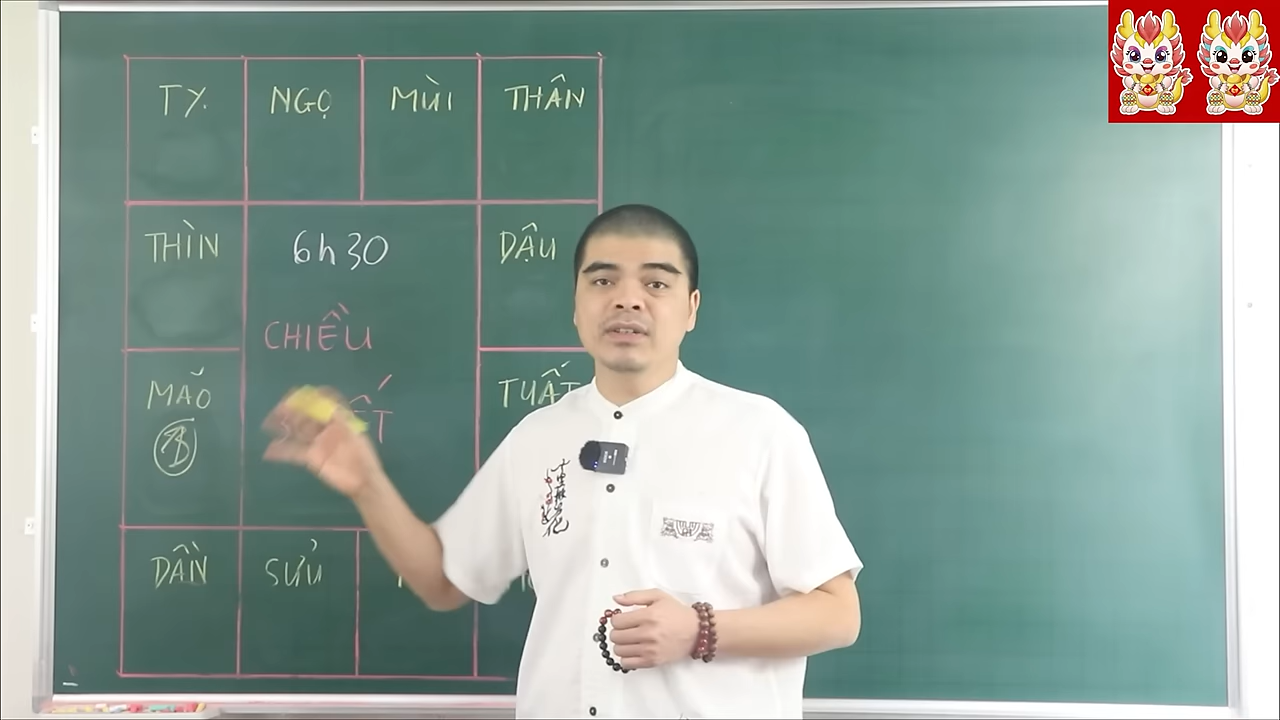 TỴ. NGỌ MÙI THÂN
THÌN 6h30 DẬU
CHIỀU
MÃO TUẤT
DẦN SỬU